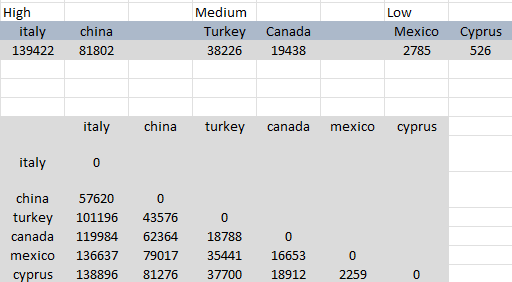 High Medium Low
italy china Turkey Canada Mexico Cyprus
139422 81802 38226 19438 2785 526
italy china turkey canada mexico cyprus
italy 0
china 57620 0
turkey 101196 43576 0
canada 119984 62364 18788 0
mexico 136637 79017 35441 16653 0
cyprus 138896 81276 37700 18912 2259 0